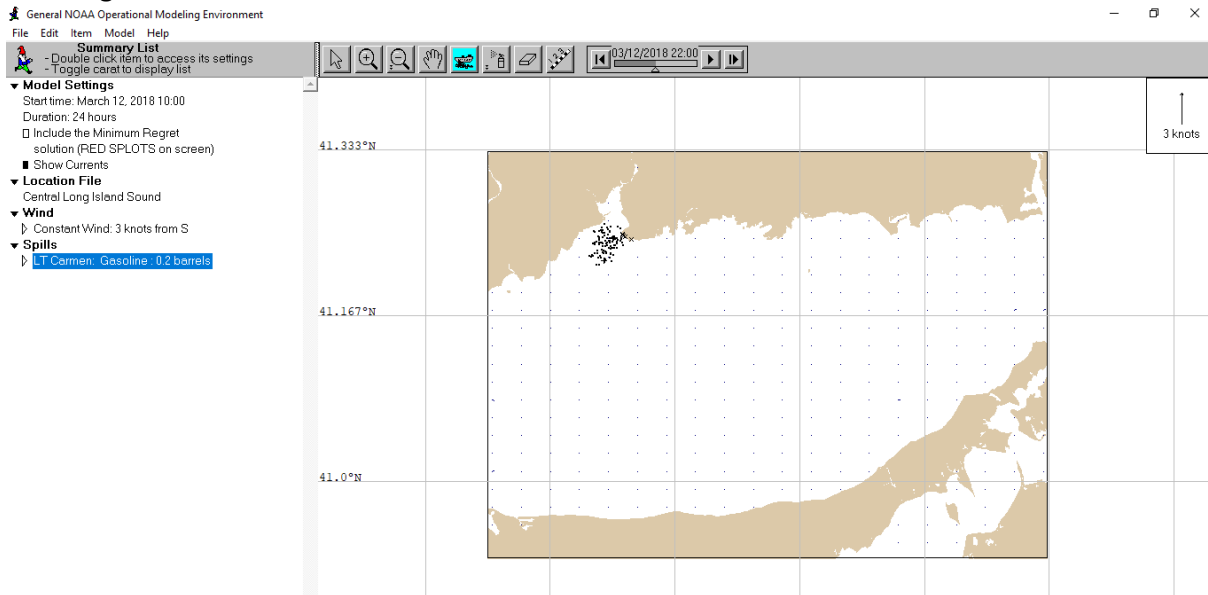 General NOAA Operational Modeling Environment
File Edit Item Model Help
Summary List
- Double click item to access its settings
- Toggle carat to display list
03/12/2018 22:00
Model Settings
Start time: March 12, 2018 10:00
Duration: 24 hours
Include the Minimum Regret
solution (RED SPLOTS on screen)
Show Currents
Location File
Central Long Island Sound
Wind
Constant Wind: 3 knots from S
Spills
LT Carmen: Gasoline : 0.2 barrels
3 knots
41.333°N
41.167°N
41.0°N